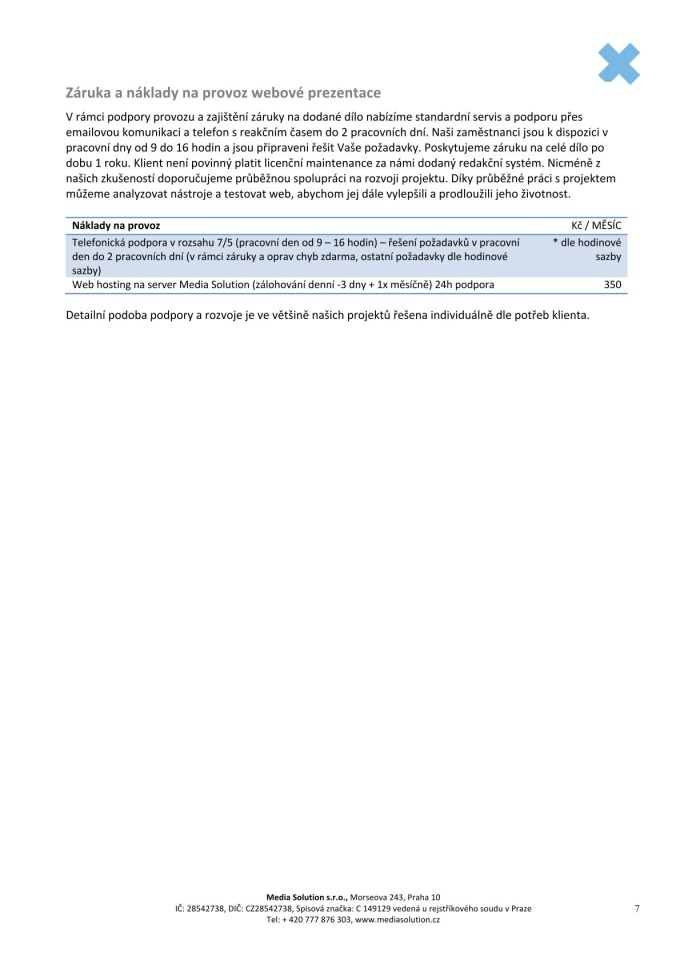 Záruka a náklady na provoz webové prezentace
V rámci podpory provozu a zajištění záruky na dodané dílo nabízíme standardní servis a podporu přes
emailovou komunikaci a telefon s reakčním časem do 2 pracovních dní. Naši zaměstnanci jsou k dispozici v
pracovní dny od 9 do 16 hodin a jsou připraveni řešit Vaše požadavky. Poskytujeme záruku na celé dílo po
dobu 1 roku. Klient není povinný platit licenční maintenance za námi dodaný redakční systém. Nicméně z
našich zkušeností doporučujeme průběžnou spolupráci na rozvoji projektu. Díky průběžné práci s projektem
můžeme analyzovat nástroje a testovat web, abychom jej dále vylepšili a prodloužili jeho životnost.
Náklady na provoz Kč / MĚSÍC
Telefonická podpora v rozsahu 7/5 (pracovní den od 9 – 16 hodin) – řešení požadavků v pracovní * dle hodinové
den do 2 pracovních dní (v rámci záruky a oprav chyb zdarma, ostatní požadavky dle hodinové sazby
sazby)
Web hosting na server Media Solution (zálohování denní -3 dny + 1x měsíčně) 24h podpora 350
Detailní podoba podpory a rozvoje je ve většině našich projektů řešena individuálně dle potřeb klienta.
Media Solution s.r.o., Morseova 243, Praha 10
IČ: 28542738, DIČ: CZ28542738, Spisová značka: C 149129 vedená u rejstříkového soudu v Praze 7
Tel: + 420 777 876 303, www.mediasolution.cz